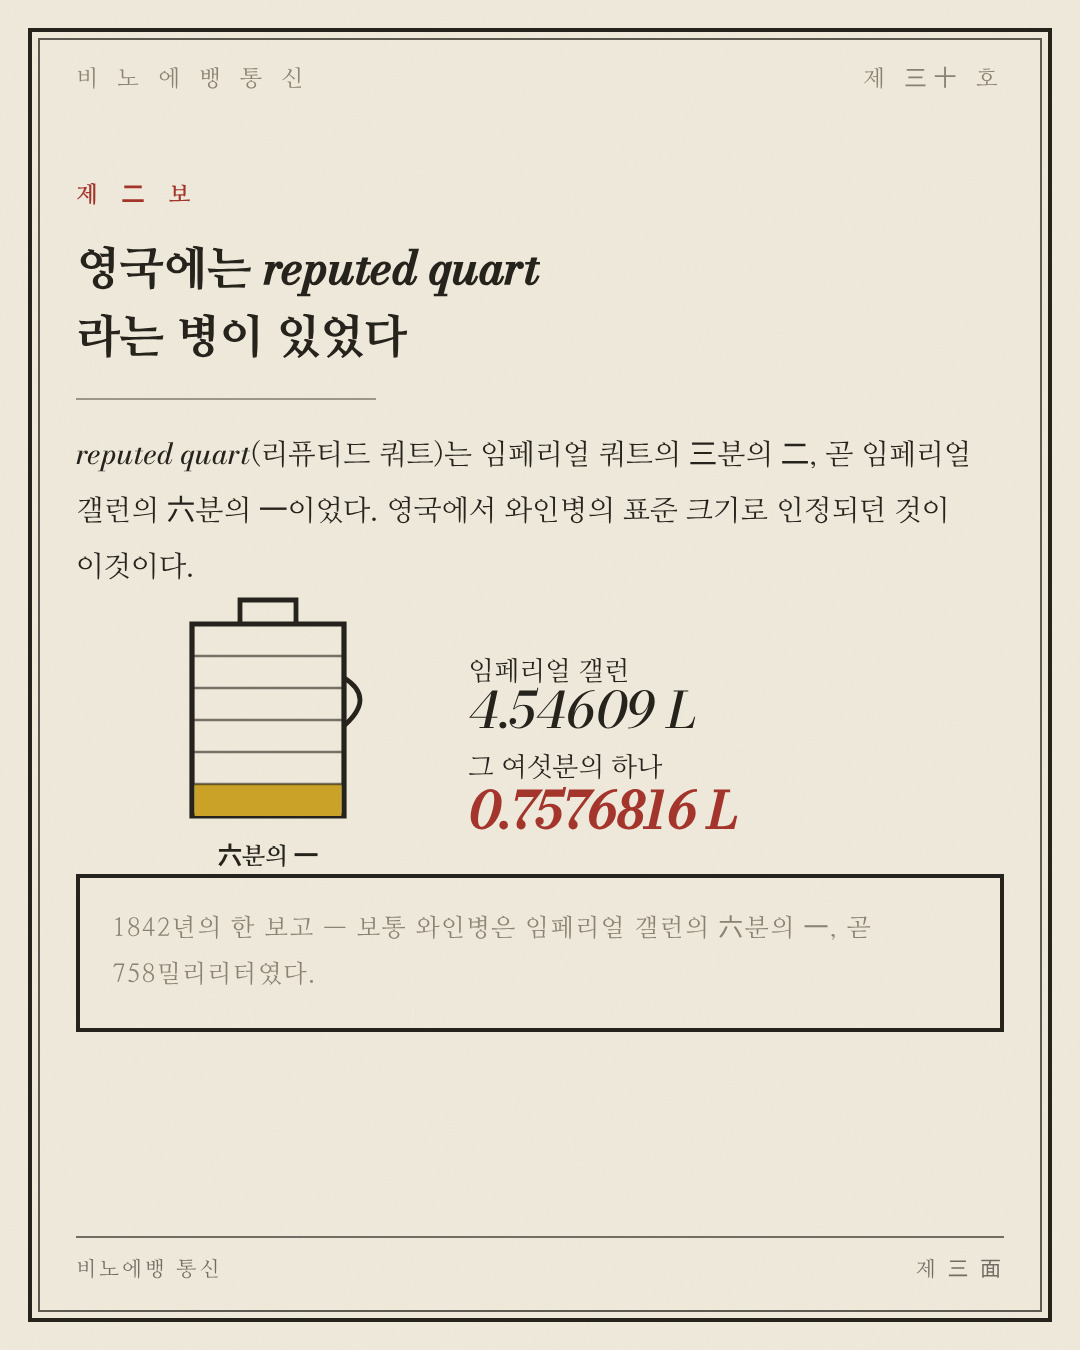 비노에뱅통신
제 三十 호
제 二 보
영국에는 reputed quart
라는 병이 있었다
reputed quart(리퓨티드 쿼트)는 임페리얼 쿼트의 三분의 二, 곧 임페리얼
갤런의 六분의 一이었다. 영국에서 와인병의 표준 크기로 인정되던 것이
이것이다.
임페리얼 갤런
4.54609 L
그 여섯분의 하나
0.7576816 L
六분의 一
1842년의 한 보고 — 보통 와인병은 임페리얼 갤런의 六분의 一, 곧
758밀리리터였다.
비노에뱅 통신
제 三 面